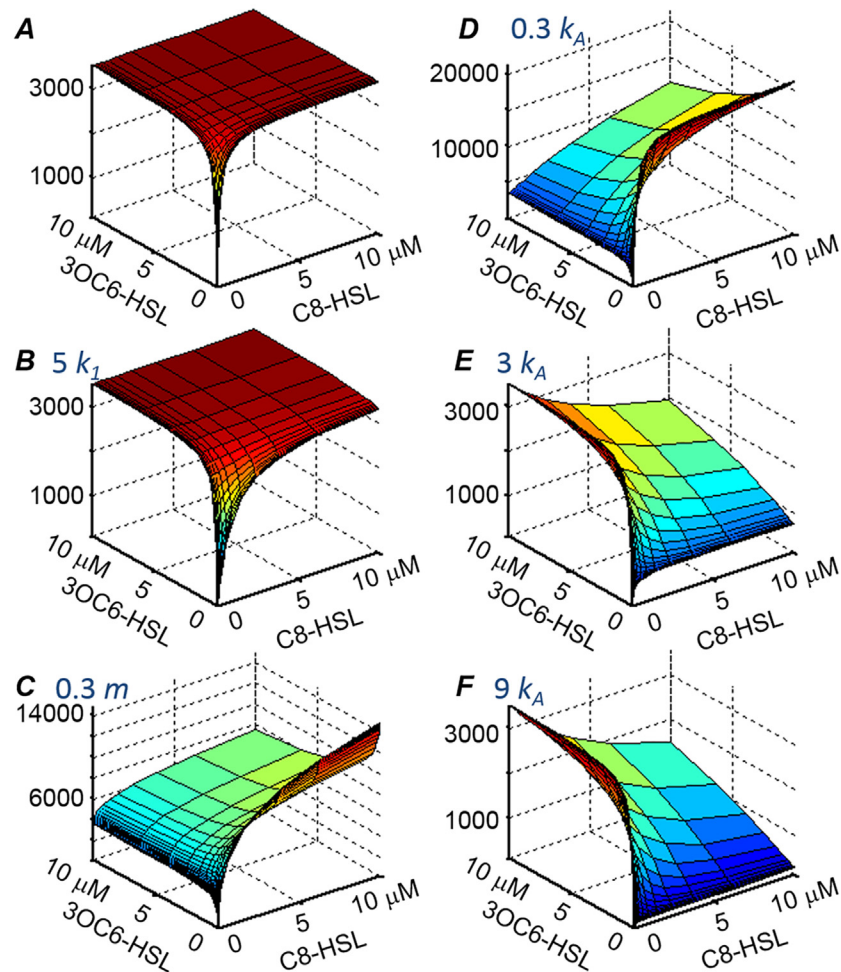 A
3000
1000
10 μM
5
0
3OC6-HSL
0
5
10 μM
C8-HSL
D 0.3 kA
20000
10000
10 μM
5
0
3OC6-HSL
0
5
10 μM
C8-HSL
B 5 k1
3000
1000
10 μM
5
0
3OC6-HSL
0
5
10 μM
C8-HSL
E 3 kA
3000
1000
10 μM
5
0
3OC6-HSL
0
5
10 μM
C8-HSL
C 0.3 m
14000
6000
10 μM
5
0
3OC6-HSL
0
5
10 μM
C8-HSL
F 9 kA
3000
1000
10 μM
5
0
3OC6-HSL
0
5
10 μM
C8-HSL